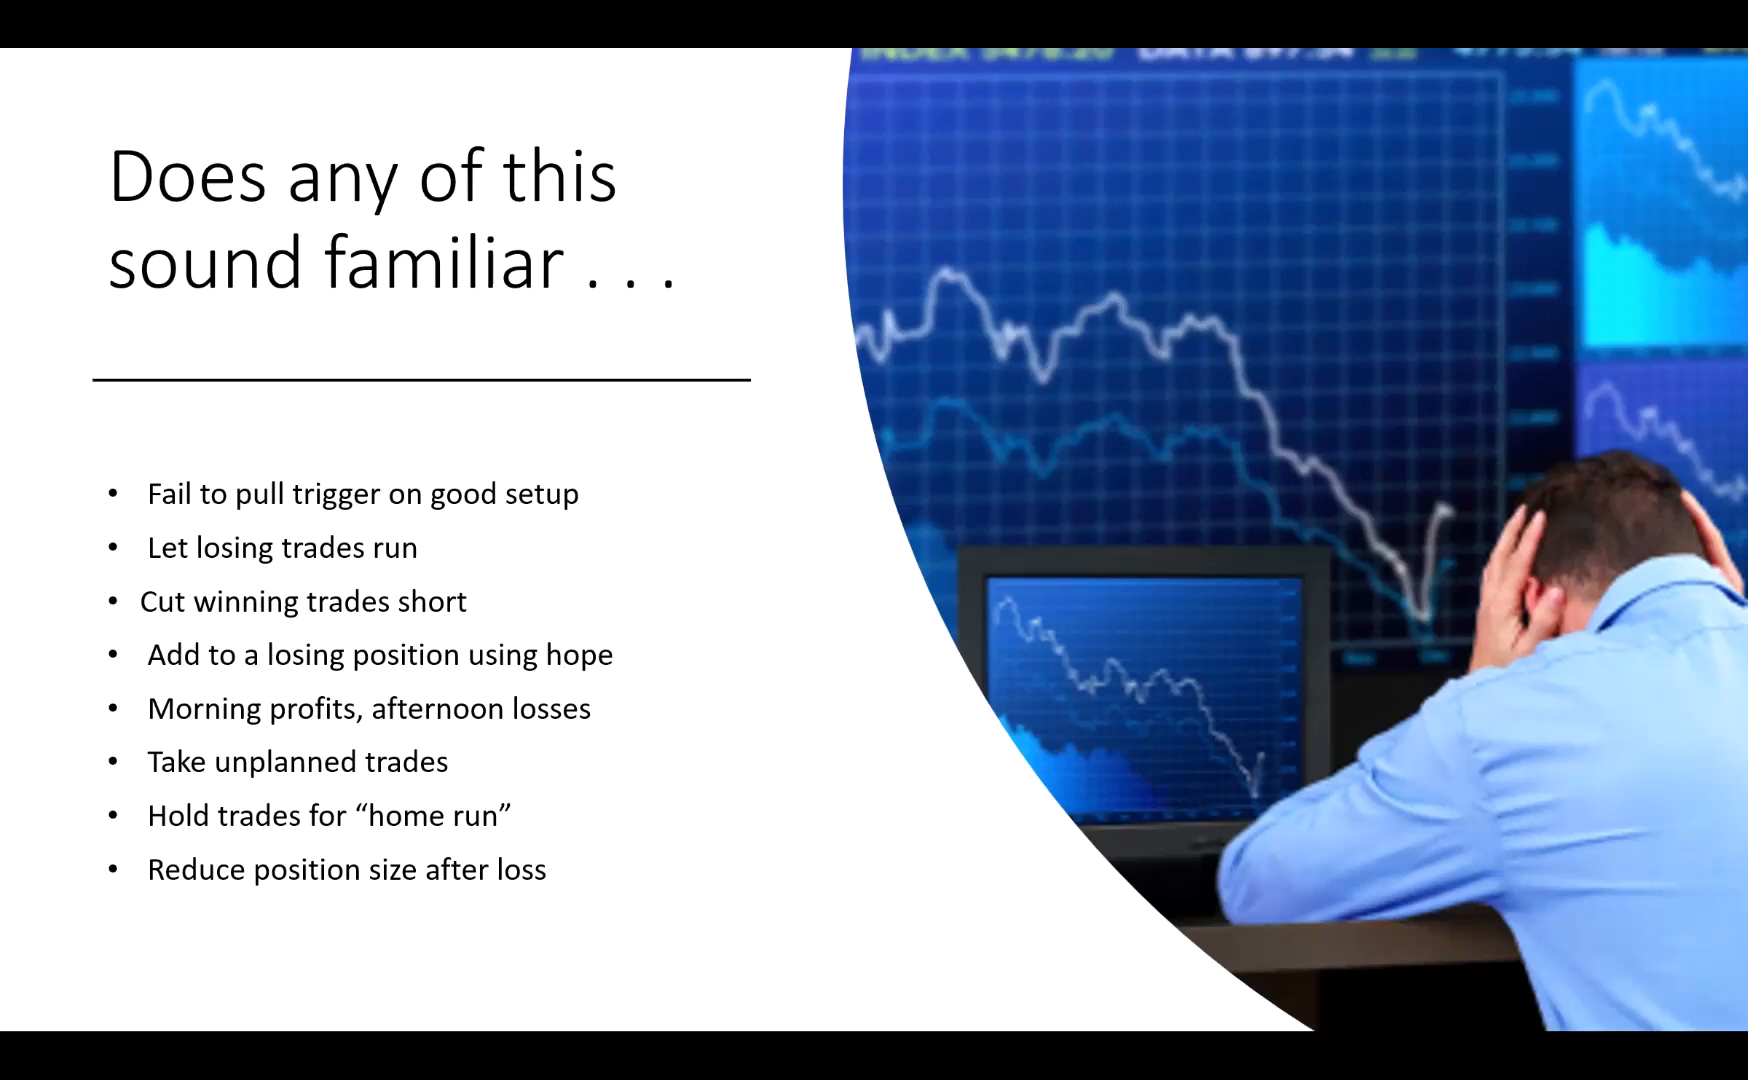 Does any of this
sound familiar . . .
• Fail to pull trigger on good setup
• Let losing trades run
• Cut winning trades short
• Add to a losing position using hope
• Morning profits, afternoon losses
• Take unplanned trades
• Hold trades for “home run”
• Reduce position size after loss